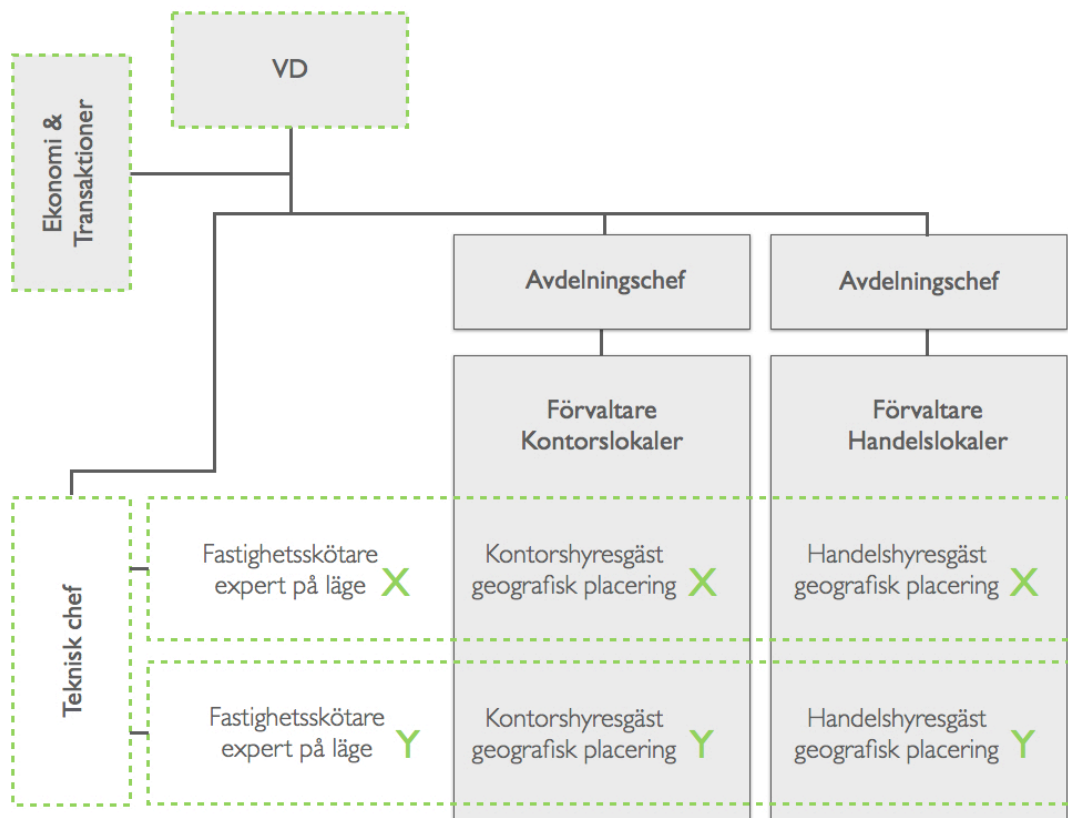 VD
Ekonomi &
Transaktioner
Avdelningschef
Avdelningschef
Förvaltare
Kontorslokaler
Förvaltare
Handelslokaler
Teknisk chef
Fastighetsskötare
expert på läge X
Kontorshyresgäst
geografisk placering X
Handelshyresgäst
geografisk placering X
Fastighetsskötare
expert på läge Y
Kontorshyresgäst
geografisk placering Y
Handelshyresgäst
geografisk placering Y